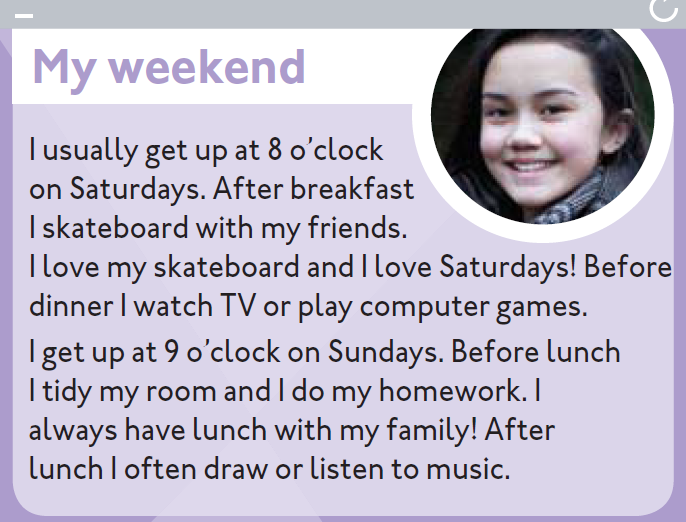 My weekend
I usually get up at 8 o'clock
on Saturdays. After breakfast
I skateboard with my friends.
I love my skateboard and I love Saturdays! Before
dinner I watch TV or play computer games.
I get up at 9 o'clock on Sundays. Before lunch
I tidy my room and I do my homework. I
always have lunch with my family! After
lunch I often draw or listen to music.